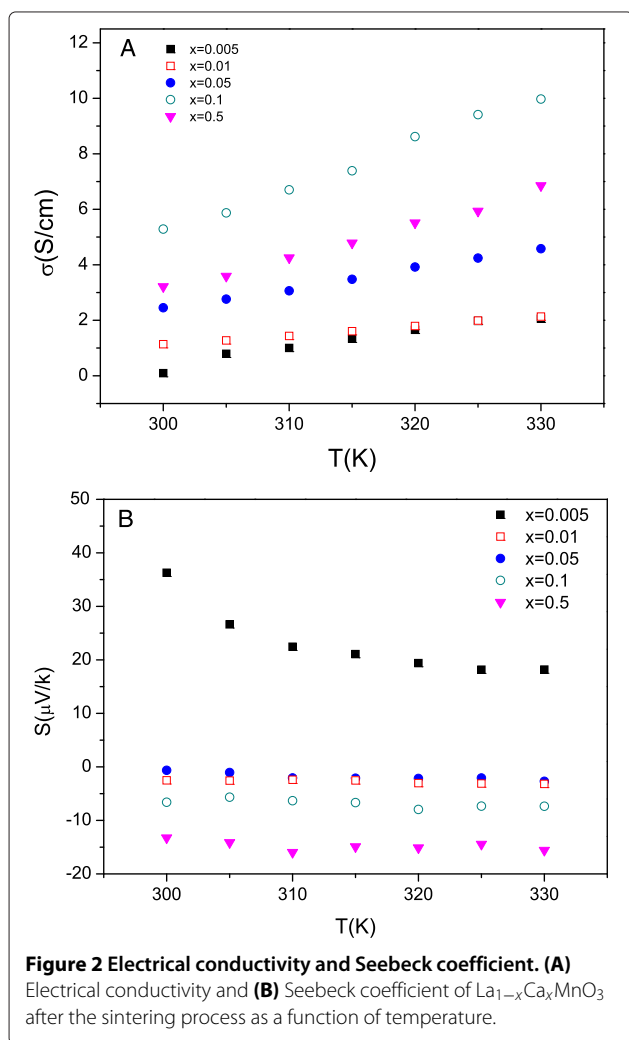 A
x=0.005
x=0.01
x=0.05
x=0.1
x=0.5
12
10
8
6
4
2
0
σ(S/cm)
300
310
320
330
T(K)
B
x=0.005
x=0.01
x=0.05
x=0.1
x=0.5
50
40
30
20
10
0
-10
-20
S(μV/k)
300
310
320
330
T(K)
Figure 2 Electrical conductivity and Seebeck coefficient. (A)
Electrical conductivity and (B) Seebeck coefficient of La₁₋ₓCaₓMnO₃
after the sintering process as a function of temperature.